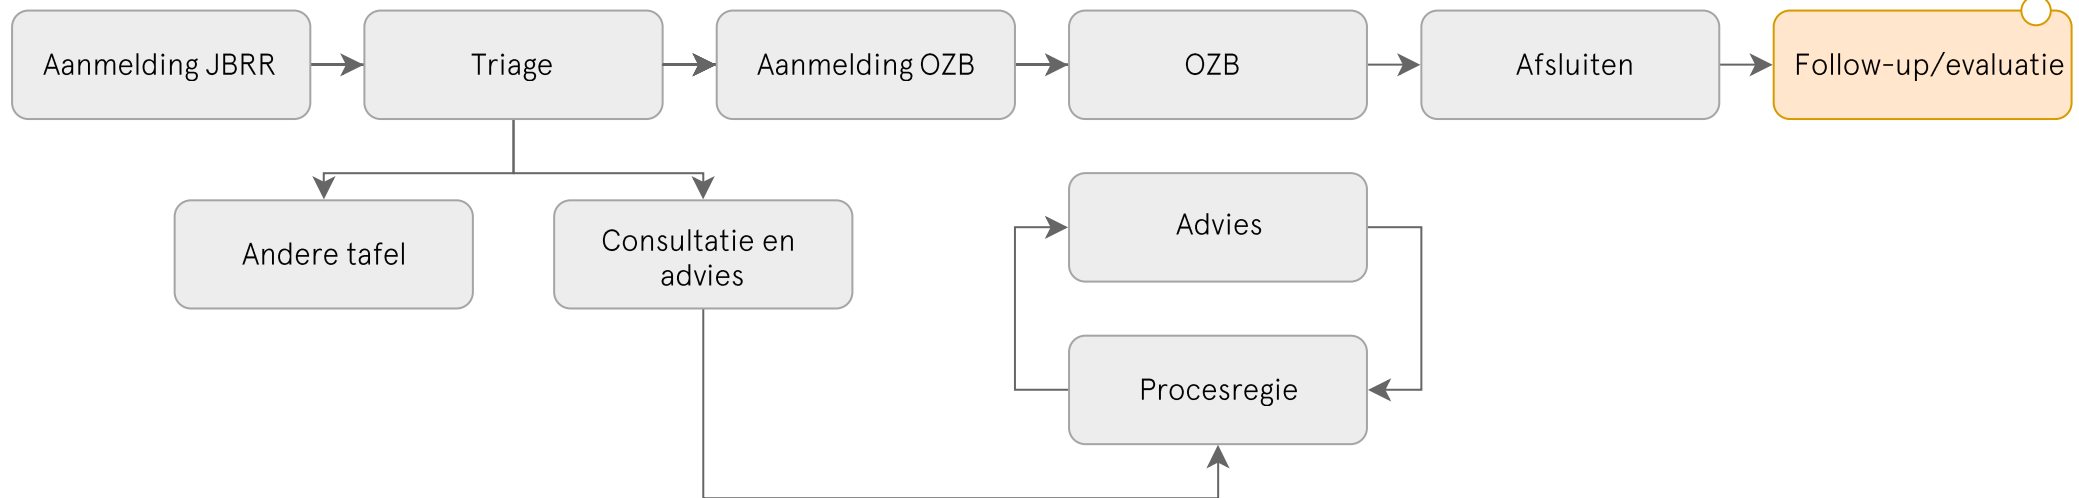 Aanmelding JBRR
Triage
Aanmelding OZB
OZB
Afsluiten
Follow-up/evaluatie
Andere tafel
Consultatie en
advies
Advies
Procesregie